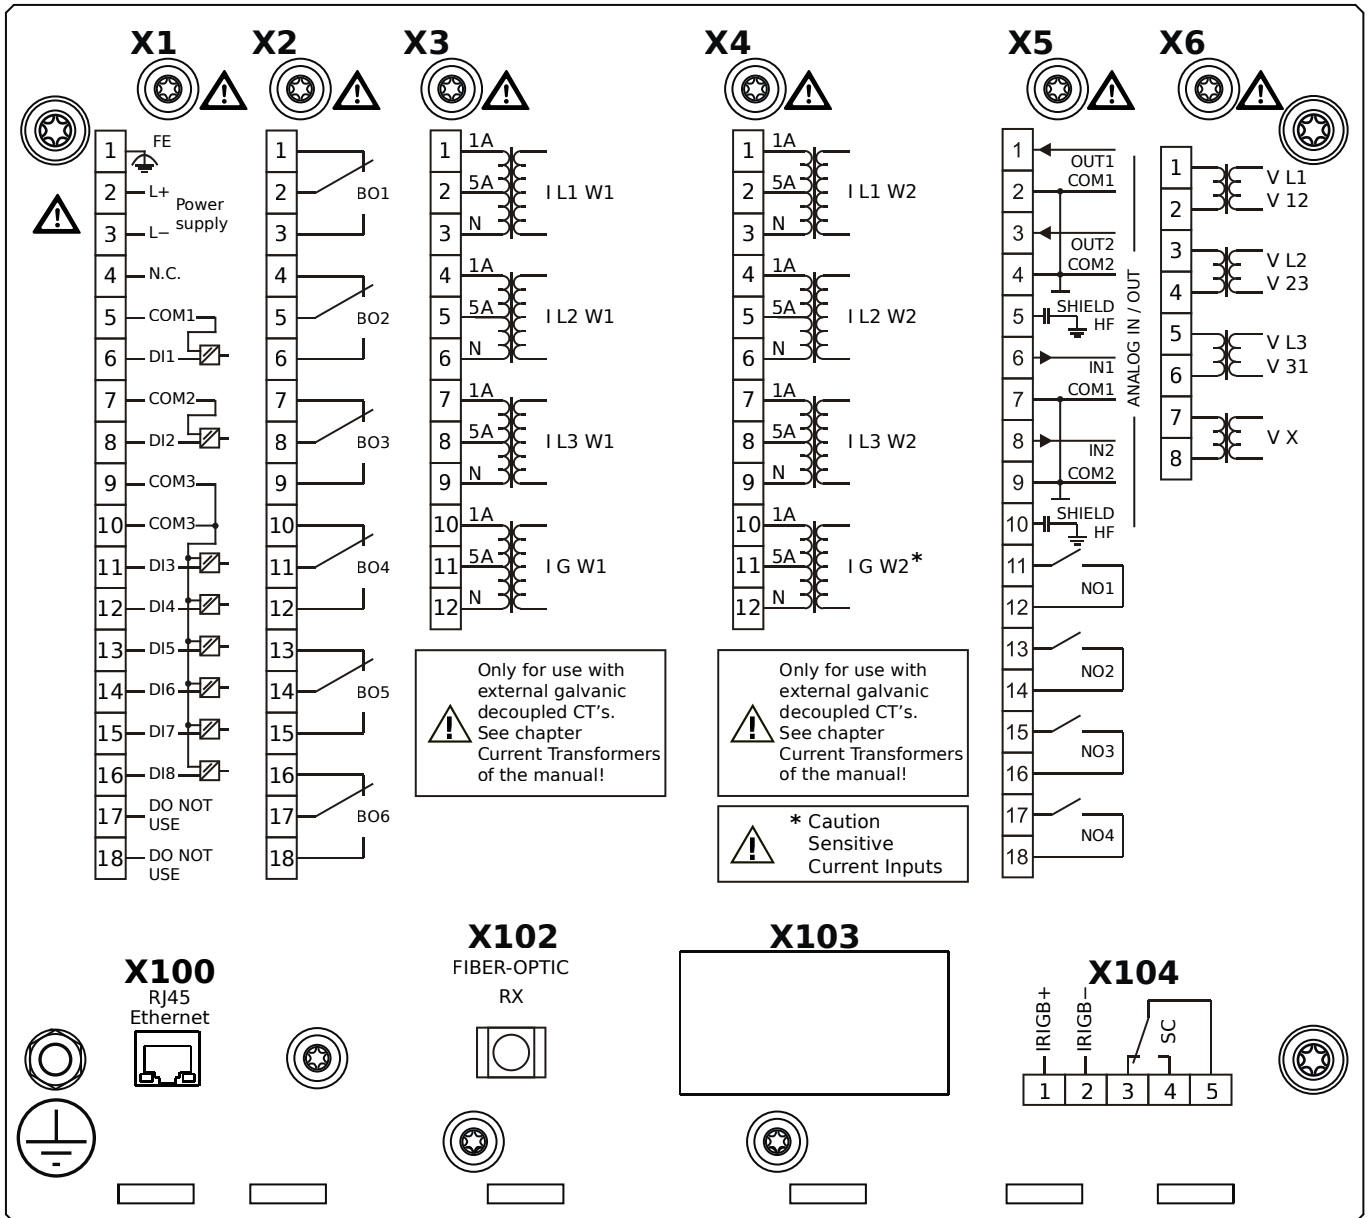 X1
X2
X3
X4
X5
X6
1 FE
2 L+
Power
supply
3 L−
4 N.C.
5 COM1
6 DI1
7 COM2
8 DI2
9 COM3
10 COM3
11 DI3
12 DI4
13 DI5
14 DI6
15 DI7
16 DI8
17 DO NOT
USE
18 DO NOT
USE
1
2 BO1
3
4
5 BO2
6
7
8 BO3
9
10
11 BO4
12
13
14 BO5
15
16
17 BO6
18
1 1A
2 5A I L1 W1
3 N
4 1A
5 5A I L2 W1
6 N
7 1A
8 5A I L3 W1
9 N
10 1A
11 5A I G W1
12 N
Only for use with
external galvanic
decoupled CT's.
See chapter
Current Transformers
of the manual!
1 1A
2 5A I L1 W2
3 N
4 1A
5 5A I L2 W2
6 N
7 1A
8 5A I L3 W2
9 N
10 1A
11 5A I G W2*
12 N
Only for use with
external galvanic
decoupled CT's.
See chapter
Current Transformers
of the manual!
* Caution
Sensitive
Current Inputs
1 OUT1
2 COM1
3 OUT2
4 COM2
5 SHIELD
HF
6 IN1
7 COM1
8 IN2
9 COM2
10 SHIELD
HF
ANALOG IN / OUT
11
NO1
12
13
NO2
14
15
NO3
16
17
NO4
18
1 V L1
2 V 12
3 V L2
4 V 23
5 V L3
6 V 31
7
V X
8
X100
RJ45
Ethernet
X102
FIBER-OPTIC
RX
X103
X104
IRIGB+
IRIGB−
SC
1 2 3 4 5